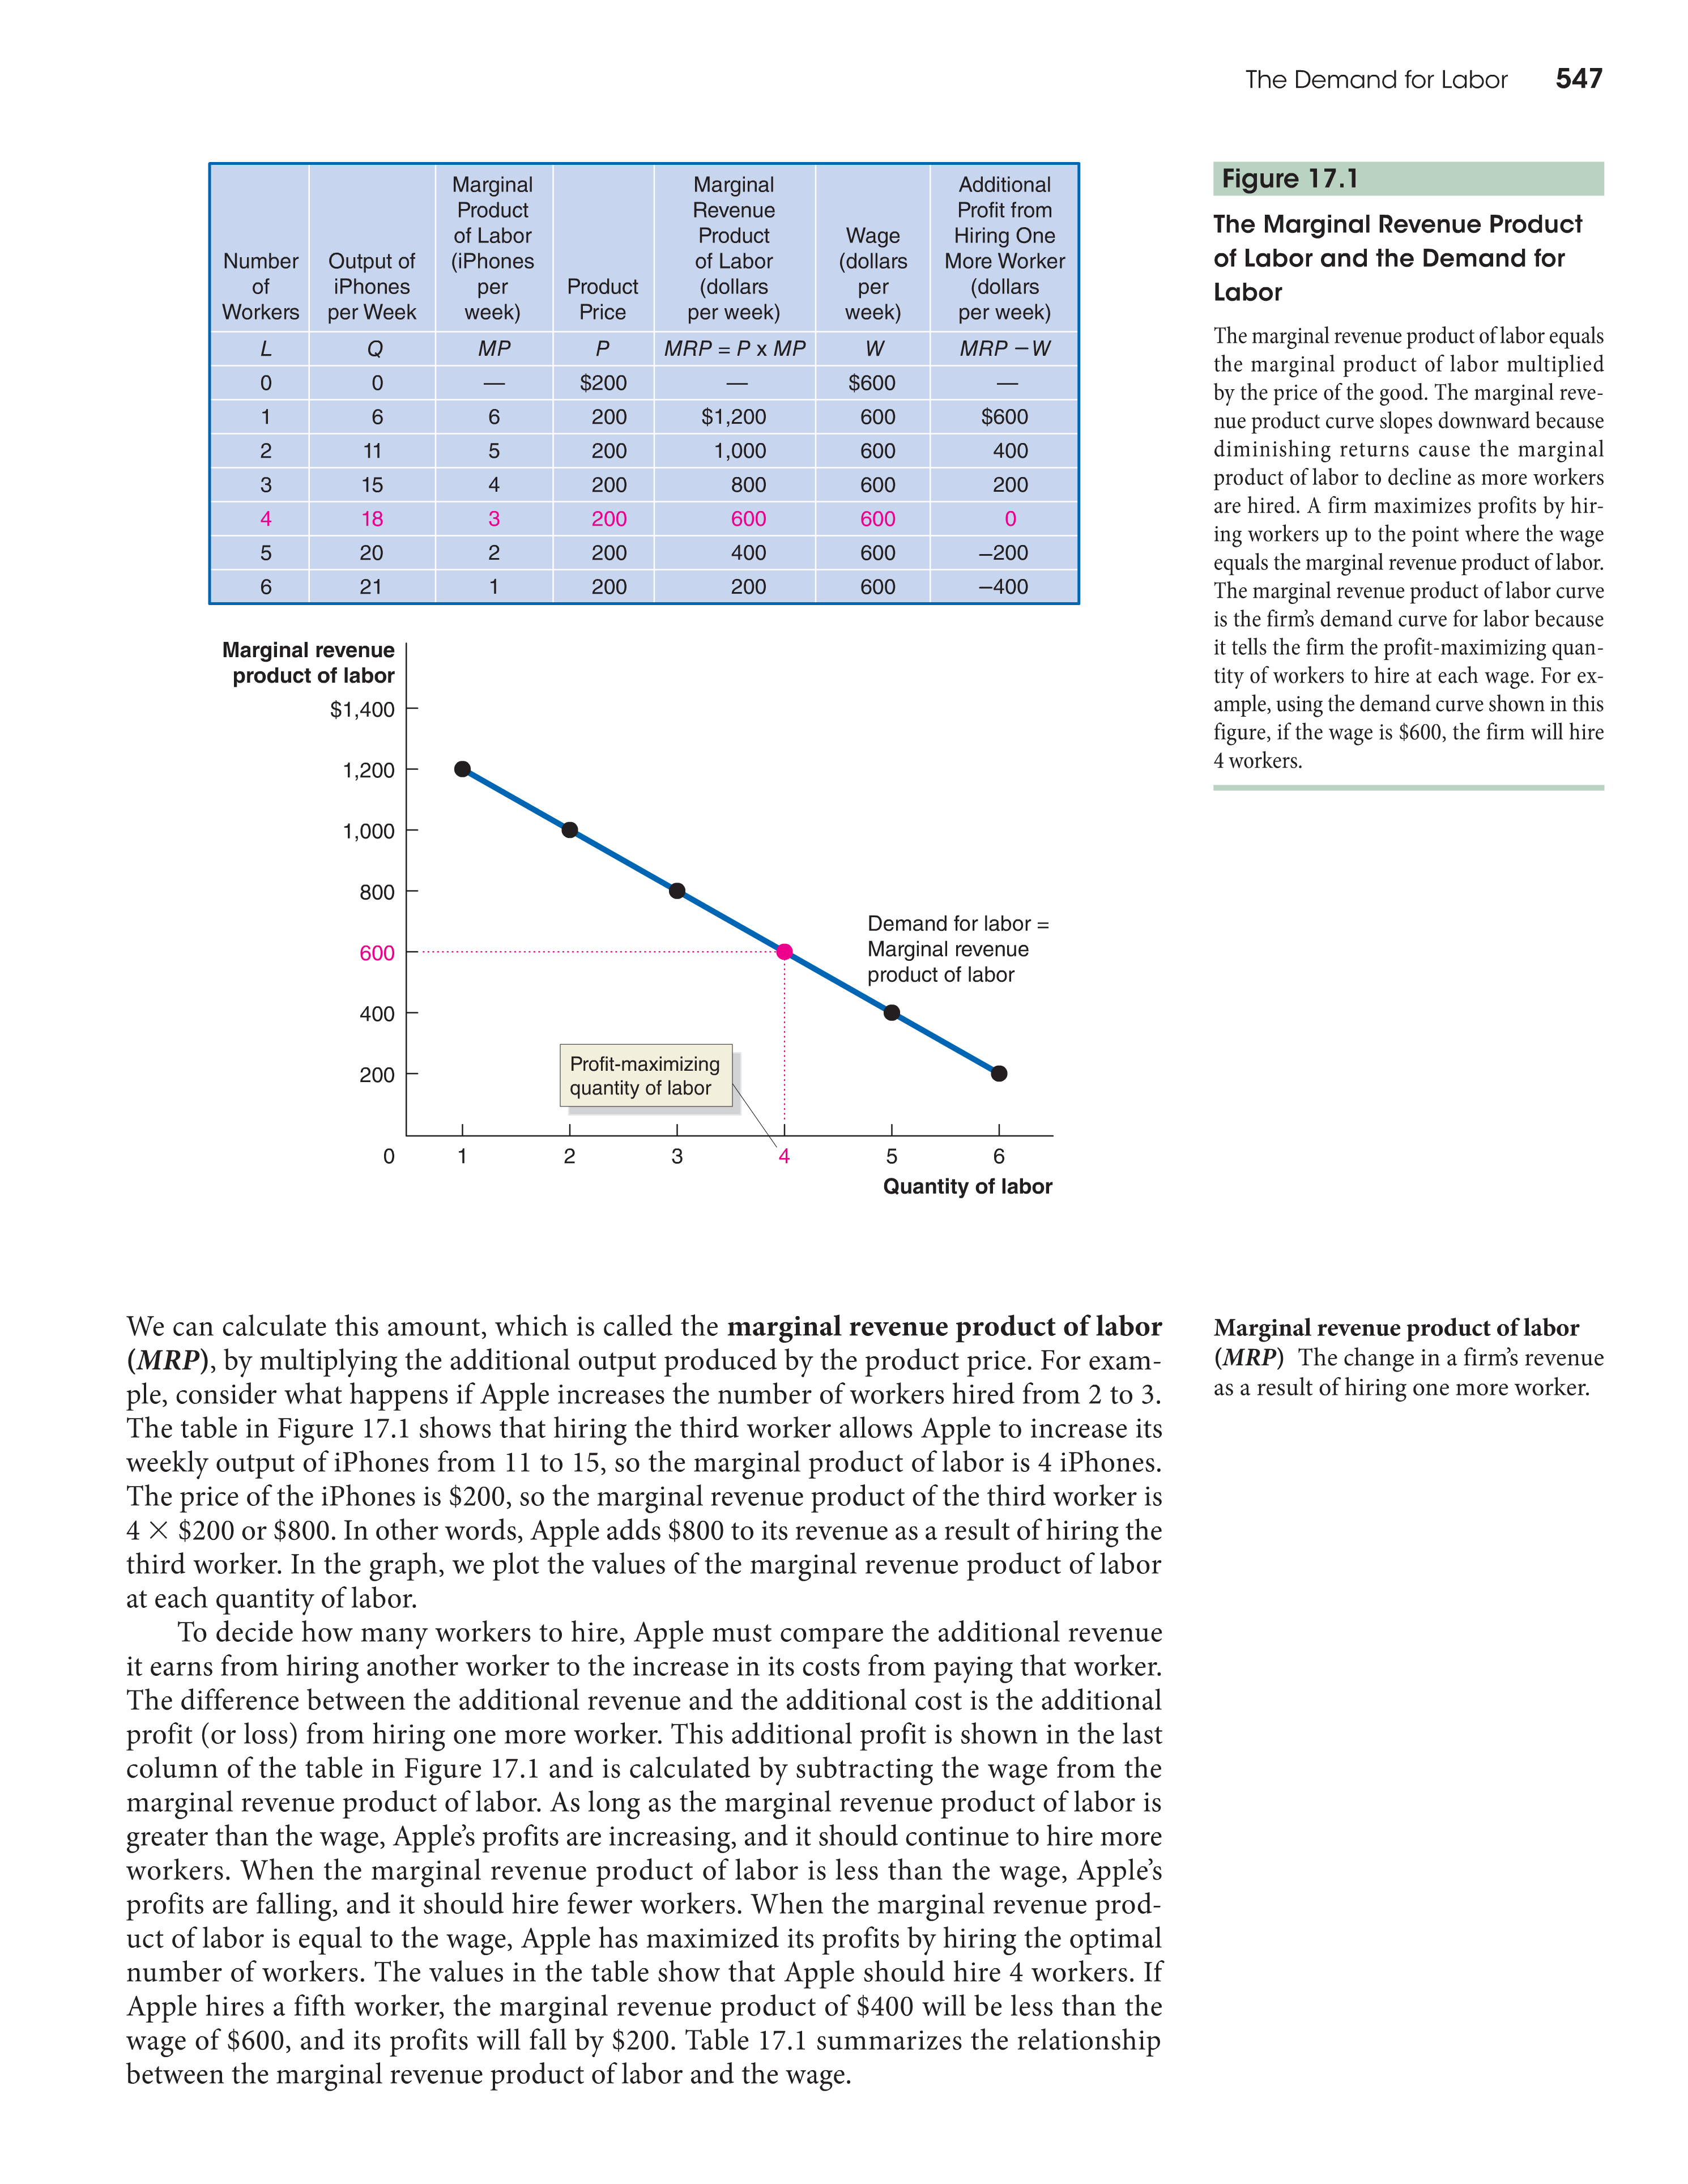 The Demand for Labor 547
Number of Workers | Output of iPhones per Week | Marginal Product of Labor (iPhones per week) | Product Price | Marginal Revenue Product of Labor (dollars per week) | Wage (dollars per week) | Additional Profit from Hiring One More Worker (dollars per week)
L Q MP P MRP = P x MP W MRP − W
0 0 — $200 — $600 —
1 6 6 200 $1,200 600 $600
2 11 5 200 1,000 600 400
3 15 4 200 800 600 200
4 18 3 200 600 600 0
5 20 2 200 400 600 −200
6 21 1 200 200 600 −400
Figure 17.1
The Marginal Revenue Product
of Labor and the Demand for
Labor
The marginal revenue product of labor equals
the marginal product of labor multiplied
by the price of the good. The marginal reve-
nue product curve slopes downward because
diminishing returns cause the marginal
product of labor to decline as more workers
are hired. A firm maximizes profits by hir-
ing workers up to the point where the wage
equals the marginal revenue product of labor.
The marginal revenue product of labor curve
is the firm's demand curve for labor because
it tells the firm the profit-maximizing quan-
tity of workers to hire at each wage. For ex-
ample, using the demand curve shown in this
figure, if the wage is $600, the firm will hire
4 workers.
Marginal revenue
product of labor
$1,400
1,200
1,000
800
600
400
200
Demand for labor =
Marginal revenue
product of labor
Profit-maximizing
quantity of labor
0 1 2 3 4 5 6
Quantity of labor
We can calculate this amount, which is called the marginal revenue product of labor
(MRP), by multiplying the additional output produced by the product price. For exam-
ple, consider what happens if Apple increases the number of workers hired from 2 to 3.
The table in Figure 17.1 shows that hiring the third worker allows Apple to increase its
weekly output of iPhones from 11 to 15, so the marginal product of labor is 4 iPhones.
The price of the iPhones is $200, so the marginal revenue product of the third worker is
4 × $200 or $800. In other words, Apple adds $800 to its revenue as a result of hiring the
third worker. In the graph, we plot the values of the marginal revenue product of labor
at each quantity of labor.
To decide how many workers to hire, Apple must compare the additional revenue
it earns from hiring another worker to the increase in its costs from paying that worker.
The difference between the additional revenue and the additional cost is the additional
profit (or loss) from hiring one more worker. This additional profit is shown in the last
column of the table in Figure 17.1 and is calculated by subtracting the wage from the
marginal revenue product of labor. As long as the marginal revenue product of labor is
greater than the wage, Apple's profits are increasing, and it should continue to hire more
workers. When the marginal revenue product of labor is less than the wage, Apple's
profits are falling, and it should hire fewer workers. When the marginal revenue prod-
uct of labor is equal to the wage, Apple has maximized its profits by hiring the optimal
number of workers. The values in the table show that Apple should hire 4 workers. If
Apple hires a fifth worker, the marginal revenue product of $400 will be less than the
wage of $600, and its profits will fall by $200. Table 17.1 summarizes the relationship
between the marginal revenue product of labor and the wage.
Marginal revenue product of labor
(MRP) The change in a firm's revenue
as a result of hiring one more worker.